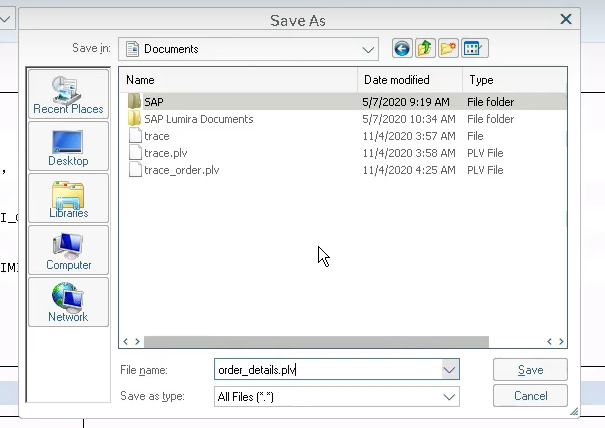 Save As
Save in: Documents
Name Date modified Type
SAP 5/7/2020 9:19 AM File folder
SAP Lumira Documents 5/7/2020 10:34 AM File folder
trace 11/4/2020 3:57 AM File
trace.plv 11/4/2020 3:58 AM PLV File
trace_order.plv 11/4/2020 4:25 AM PLV File
Recent Places
Desktop
Libraries
Computer
Network
File name: order_details.plv Save
Save as type: All Files (*.*) Cancel